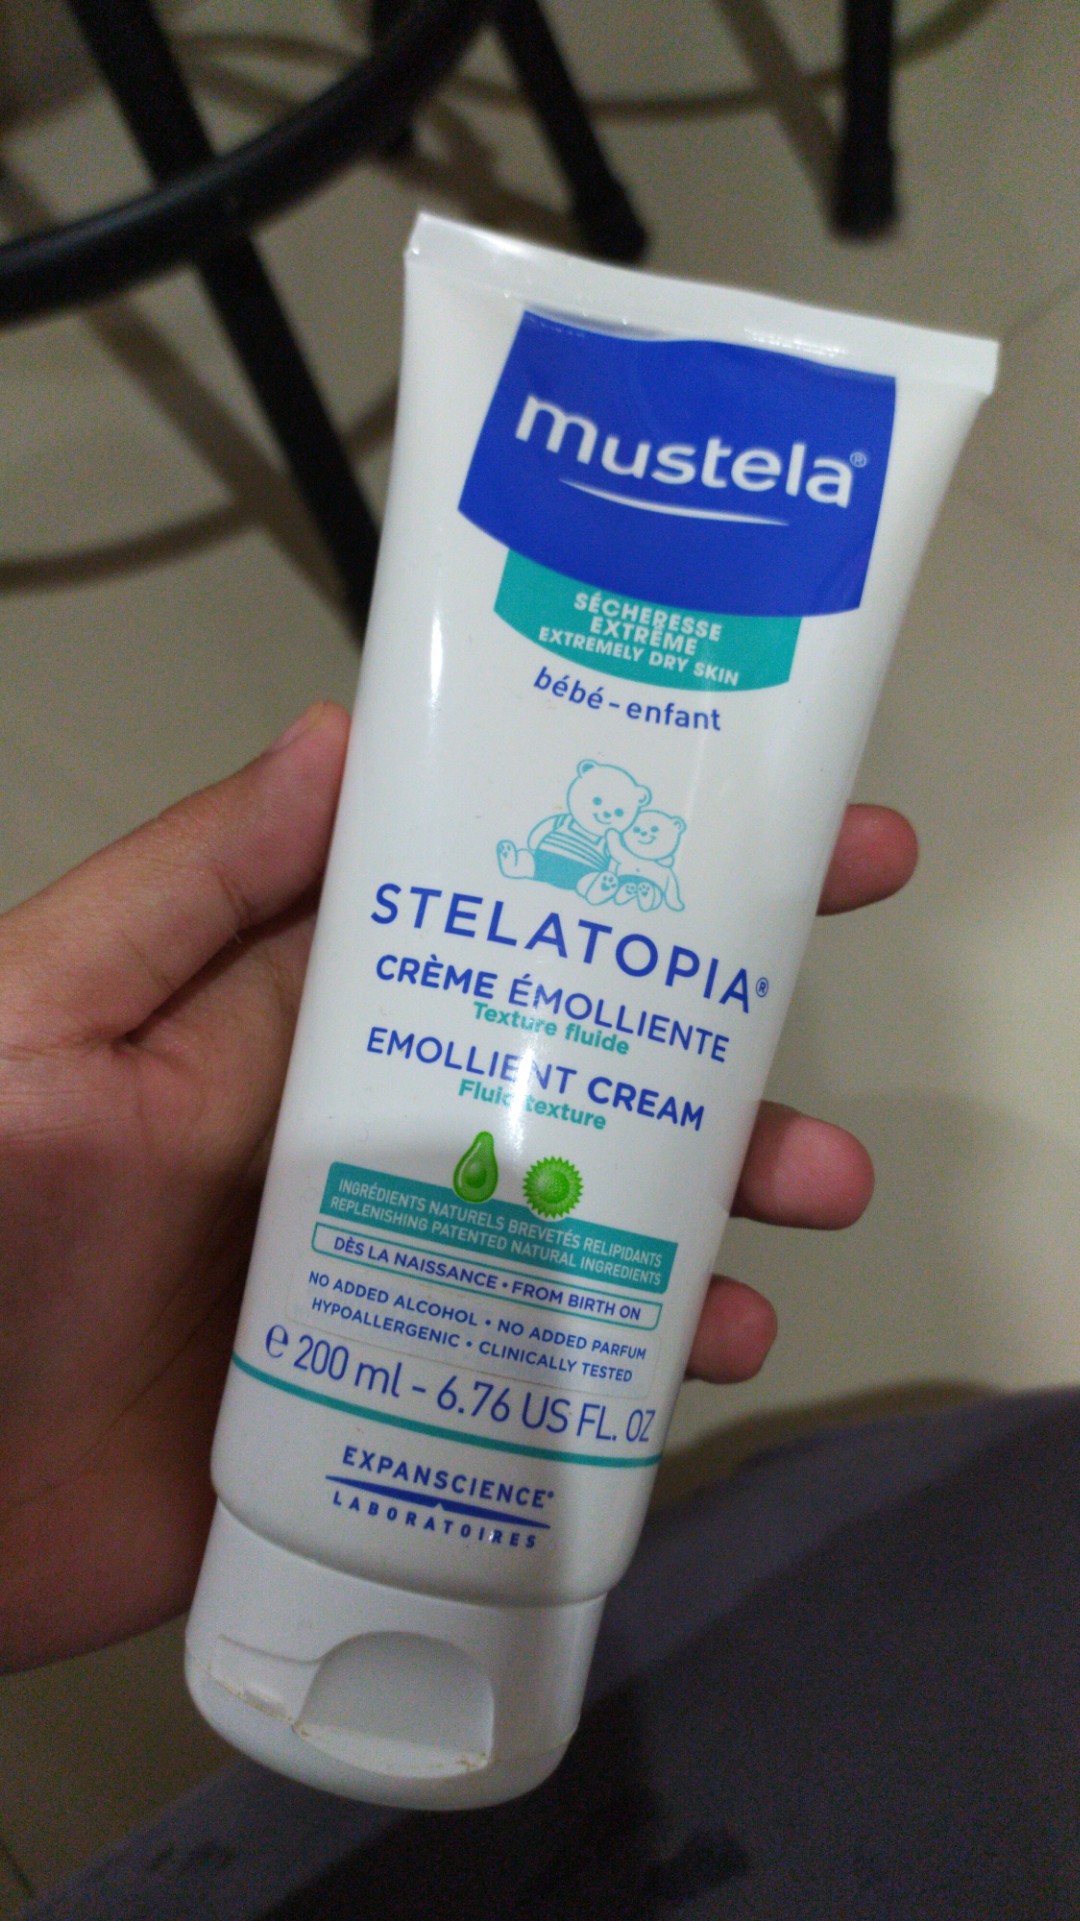 mustela®
SÉCHERESSE
EXTRÊME
EXTREMELY DRY SKIN
bébé-enfant
STELATOPIA®
CRÈME ÉMOLLIENTE
Texture fluide
EMOLLIENT CREAM
Fluid texture
INGRÉDIENTS NATURELS BREVETÉS RELIPIDANTS
REPLENISHING PATENTED NATURAL INGREDIENTS
DÈS LA NAISSANCE • FROM BIRTH ON
NO ADDED ALCOHOL • NO ADDED PARFUM
HYPOALLERGENIC • CLINICALLY TESTED
e 200 ml - 6.76 US FL. OZ
EXPANSCIENCE®
LABORATOIRES